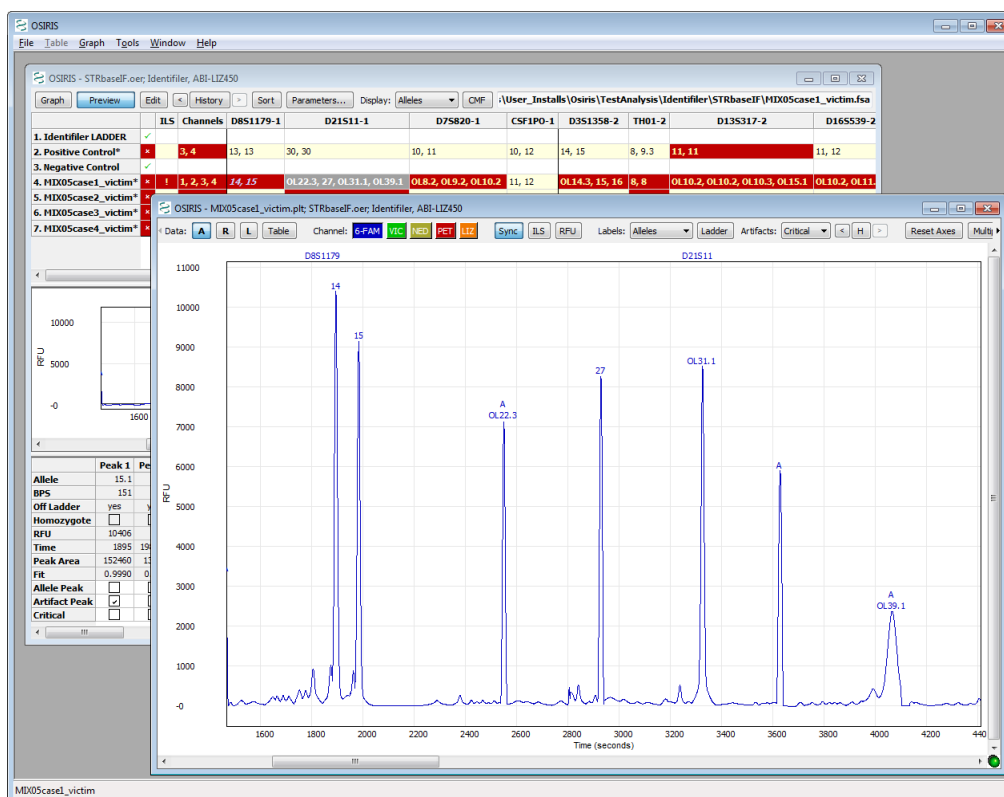 OSIRIS
File Table Graph Tools Window Help
OSIRIS - STRbaseIF.oer; Identifiler, ABI-LIZ450
Graph Preview Edit < History > Sort Parameters... Display: Alleles CMF :\User_Installs\Osiris\TestAnalysis\Identifiler\STRbaseIF\MIX05case1_victim.fsa
ILS Channels D8S1179-1 D21S11-1 D7S820-1 CSF1PO-1 D3S1358-2 TH01-2 D13S317-2 D16S539-2
1. Identifiler LADDER
2. Positive Control* 3, 4 13, 13 30, 30 10, 11 10, 12 14, 15 8, 9.3 11, 11 11, 12
3. Negative Control
4. MIX05case1_victim* ! 1, 2, 3, 4 14, 15 OL22.3, 27, OL31.1, OL39.1 OL8.2, OL9.2, OL10.2 11, 12 OL14.3, 15, 16 8, 8 OL10.2, OL10.2, OL10.3, OL15.1 OL10.2, OL11.
5. MIX05case2_victim*
6. MIX05case3_victim*
7. MIX05case4_victim*
OSIRIS - MIX05case1_victim.plt; STRbaseIF.oer; Identifiler, ABI-LIZ450
Data: A R L Table Channel: 6-FAM VIC NED PET LIZ Sync ILS RFU Labels: Alleles Ladder Artifacts: Critical < H > Reset Axes Multi
D8S1179 D21S11
11000
10000
9000
8000
7000
6000
5000
4000
3000
2000
1000
-0
RFU
14
15
A
OL22.3
27
OL31.1
A
A
OL39.1
1600 1800 2000 2200 2400 2600 2800 3000 3200 3400 3600 3800 4000 4200 440
Time (seconds)
10000
5000
-0
RFU
1600
Peak 1 Pe
Allele 15.1
BPS 151
Off Ladder yes y
Homozygote
RFU 10406
Time 1895 198
Peak Area 152460 13
Fit 0.9990 0.
Allele Peak
Artifact Peak
Critical
MIX05case1_victim